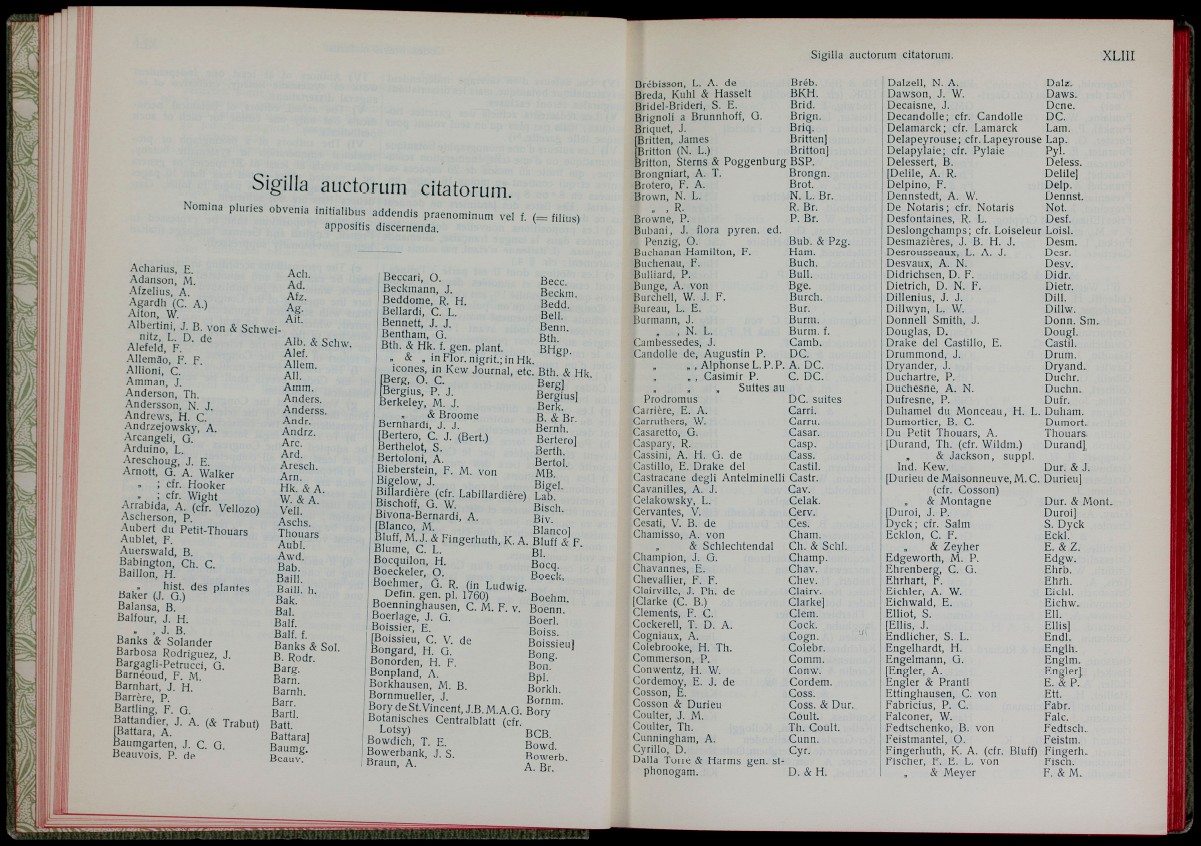 Sigilla auctorum citatorum.
Nomina pluries obvenia initialibus addendis praenominum vel f. (= filius)
appositis discernenda.
Acharius, E. Ach.
Adanson, M. Ad.
Afzelius, A. Afz.
Agardh (C. A.) Ag.
Aiton, W. Ait.
Albertini, J. B. von & Schwei-
nitz, L. D. de Alb. & Schw.
Alefeld, F. Alef.
Allemão, F. F. Allem.
Allioni, C. All.
Amman, J. Amm.
Anderson, Th. Anders.
Andersson, N. J. Anderss.
Andrews, H. C. Andr.
Andrzejowsky, A. Andrz.
Arcangeli, G. Arc.
Arduino, L. Ard.
Areschoug, J. E. Aresch.
Arnott, G. A. Walker Arn.
„ ; cfr. Hooker Hk. & A.
„ ; cfr. Wight W. & A.
Arrabida, A. (cfr. Vellozo) Vell.
Ascherson, P. Aschs.
Aubert du Petit-Thouars Thouars
Aublet, F. Aubl.
Auerswald, B. Awd.
Babington, Ch. C. Bab.
Baillon, H. Baill.
„ hist. des plantes Baill. h.
Baker (J. G.) Bak.
Balansa, B. Bal.
Balfour, J. H. Balf.
„ , J. B. Balf. f.
Banks & Solander Banks & Sol.
Barbosa Rodriguez, J. B. Rodr.
Bargagli-Petrucci, G. Barg.
Barnéoud, F. M. Barn.
Barnhart, J. H. Barnh.
Barrère, P. Barr.
Bartling, F. G. Bartl.
Battandier, J. A. (& Trabut) Batt.
[Battara, A. Battara]
Baumgarten, J. C. G. Baumg.
Beauvois, P. de Beauv.
Beccari, O. Becc.
Beckmann, J. Beckm.
Beddome, R. H. Bedd.
Bellardi, C. L. Bell.
Bennett, J. J. Benn.
Bentham, G. Bth.
Bth. & Hk. f. gen. plant. BHgp.
„ & „ in Flor. nigrit.; in Hk.
icones, in Kew Journal, etc. Bth. & Hk.
[Berg, O. C. Berg]
[Bergius, P. J. Bergius]
Berkeley, M. J. Berk.
„ & Broome B. & Br.
Bernhardi, J. J. Bernh.
[Bertero, C. J. (Bert.) Bertero]
Berthelot, S. Berth.
Bertoloni, A. Bertol.
Bieberstein, F. M. von MB.
Bigelow, J. Bigel.
Billardière (cfr. Labillardière) Lab.
Bischoff, G. W. Bisch.
Bivona-Bernardi, A. Biv.
[Blanco, M. Blanco]
Bluff, M. J. & Fingerhuth, K. A. Bluff & F.
Blume, C. L. Bl.
Bocquilon, H. Bocq.
Boeckeler, O. Boeck.
Boehmer, G. R. (in Ludwig,
Defin. gen. pl. 1760) Boehm.
Boenninghausen, C. M. F. v. Boenn.
Boerlage, J. G. Boerl.
Boissier, E. Boiss.
[Boissieu, C. V. de Boissieu]
Bongard, H. G. Bong.
Bonorden, H. F. Bon.
Bonpland, A. Bpl.
Borkhausen, M. B. Borkh.
Bornmueller, J. Bornm.
Bory de St. Vincent, J.B. M.A.G. Bory
Botanisches Centralblatt (cfr.
Lotsy) BCB.
Bowdich, T. E. Bowd.
Bowerbank, J. S. Bowerb.
Braun, A. A. Br.
Sigilla auctorum citatorum. XLIII
Brébisson, L. A. de Bréb.
Breda, Kuhl & Hasselt BKH.
Bridel-Brideri, S. E. Brid.
Brignoli a Brunnhoff, G. Brign.
Briquet, J. Briq.
[Britten, James Britten]
[Britton (N. L.) Britton]
Britton, Sterns & Poggenburg BSP.
Brongniart, A. T. Brongn.
Brotero, F. A. Brot.
Brown, N. L. N. L. Br.
„ , R. R. Br.
Browne, P. P. Br.
Bubani, J. flora pyren. ed.
Penzig, O. Bub. & Pzg.
Buchanan Hamilton, F. Ham.
Buchenau, F. Buch.
Bulliard, P. Bull.
Bunge, A. von Bge.
Burchell, W. J. F. Burch.
Bureau, L. E. Bur.
Burmann, J. Burm.
„ , N. L. Burm. f.
Cambessedes, J. Camb.
Candolle de, Augustin P. DC.
„ „ , Alphonse L. P. P. A. DC.
„ „ , Casimir P. C. DC.
„ „ „ Suites au
Prodromus DC. suites
Carrière, E. A. Carri.
Carruthers, W. Carru.
Casaretto, G. Casar.
Caspary, R. Casp.
Cassini, A. H. G. de Cass.
Castillo, E. Drake del Castil.
Castracane degli Antelminelli Castr.
Cavanilles, A. J. Cav.
Celakowsky, L. Celak.
Cervantes, V. Cerv.
Cesati, V. B. de Ces.
Chamisso, A. von Cham.
„ & Schlechtendal Ch. & Schl.
Champion, J. G. Champ.
Chavannes, E. Chav.
Chevallier, F. F. Chev.
Clairville, J. Ph. de Clairv.
[Clarke (C. B.) Clarke]
Clements, F. C. Clem.
Cockerell, T. D. A. Cock.
Cogniaux, A. Cogn.
Colebrooke, H. Th. Colebr.
Commerson, P. Comm.
Conwentz, H. W. Conw.
Cordemoy, E. J. de Cordem.
Cosson, E. Coss.
Cosson & Durieu Coss. & Dur.
Coulter, J. M. Coult.
Coulter, Th. Th. Coult.
Cunningham, A. Cunn.
Cyrillo, D. Cyr.
Dalla Torre & Harms gen. si-
phonogam. D. & H.
Dalzell, N. A. Dalz.
Dawson, J. W. Daws.
Decaisne, J. Dcne.
Decandolle; cfr. Candolle DC.
Delamarck; cfr. Lamarck Lam.
Delapeyrouse; cfr. Lapeyrouse Lap.
Delapylaie; cfr. Pylaie Pyl.
Delessert, B. Deless.
[Delile, A. R. Delile]
Delpino, F. Delp.
Dennstedt, A. W. Dennst.
De Notaris; cfr. Notaris Not.
Desfontaines, R. L. Desf.
Deslongchamps; cfr. Loiseleur Loisl.
Desmazières, J. B. H. J. Desm.
Desrousseaux, L. A. J. Desr.
Desvaux, A. N. Desv.
Didrichsen, D. F. Didr.
Dietrich, D. N. F. Dietr.
Dillenius, J. J. Dill.
Dillwyn, L. W. Dillw.
Donnell Smith, J. Donn. Sm.
Douglas, D. Dougl.
Drake del Castillo, E. Castil.
Drummond, J. Drum.
Dryander, J. Dryand.
Duchartre, P. Duchr.
Duchesne, A. N. Duchn.
Dufresne, P. Dufr.
Duhamel du Monceau, H. L. Duham.
Dumortier, B. C. Dumort.
Du Petit Thouars, A. Thouars
[Durand, Th. (cfr. Wildm.) Durand]
„ & Jackson, suppl.
Ind. Kew. Dur. & J.
[Durieu de Maisonneuve, M. C. Durieu]
(cfr. Cosson)
& Montagne Dur. & Mont.
[Duroi, J. P. Duroi]
Dyck; cfr. Salm S. Dyck
Ecklon, C. F. Eckl.
„ & Zeyher E. & Z.
Edgeworth, M. P. Edgw.
Ehrenberg, C. G. Ehrb.
Ehrhart, F. Ehrh.
Eichler, A. W. Eichl.
Eichwald, E. Eichw.
Elliot, S. Ell.
[Ellis, J. Ellis]
Endlicher, S. L. Endl.
Engelhardt, H. Englh.
Engelmann, G. Englm.
[Engler, A. Engler]
Engler & Prantl E. & P.
Ettinghausen, C. von Ett.
Fabricius, P. C. Fabr.
Falconer, W. Falc.
Fedtschenko, B. von Fedtsch.
Feistmantel, O. Feistm.
Fingerhuth, K. A. (cfr. Bluff) Fingerh.
Fischer, F. E. L. von Fisch.
„ & Meyer F. & M.